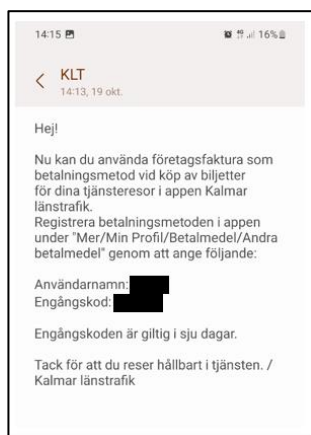 14:15 16%
KLT
14:13, 19 okt.
Hej!
Nu kan du använda företagsfaktura som
betalningsmetod vid köp av biljetter
för dina tjänsteresor i appen Kalmar
länstrafik.
Registrera betalningsmetoden i appen
under "Mer/Min Profil/Betalmedel/Andra
betalmedel" genom att ange följande:
Användarnamn:
Engångskod:
Engångskoden är giltig i sju dagar.
Tack för att du reser hållbart i tjänsten. /
Kalmar länstrafik